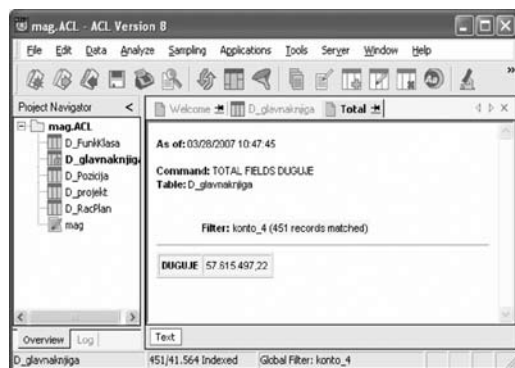 mag.ACL - ACL Version 8
File Edit Data Analyze Sampling Applications Tools Server Window Help
Project Navigator <
Welcome D_glavnaknjiga Total
mag.ACL
D_FunkKlasa
D_glavnaknjiga
D_Pozicija
D_projekt
D_RacPlan
mag
As of: 03/28/2007 10:47:45
Command: TOTAL FIELDS DUGUJE
Table: D_glavnaknjiga
Filter: konto_4 (451 records matched)
DUGUJE 57.615.497,22
Overview Log
Text
D_glavnaknjiga 451/41.564 Indexed Global Filter: konto_4